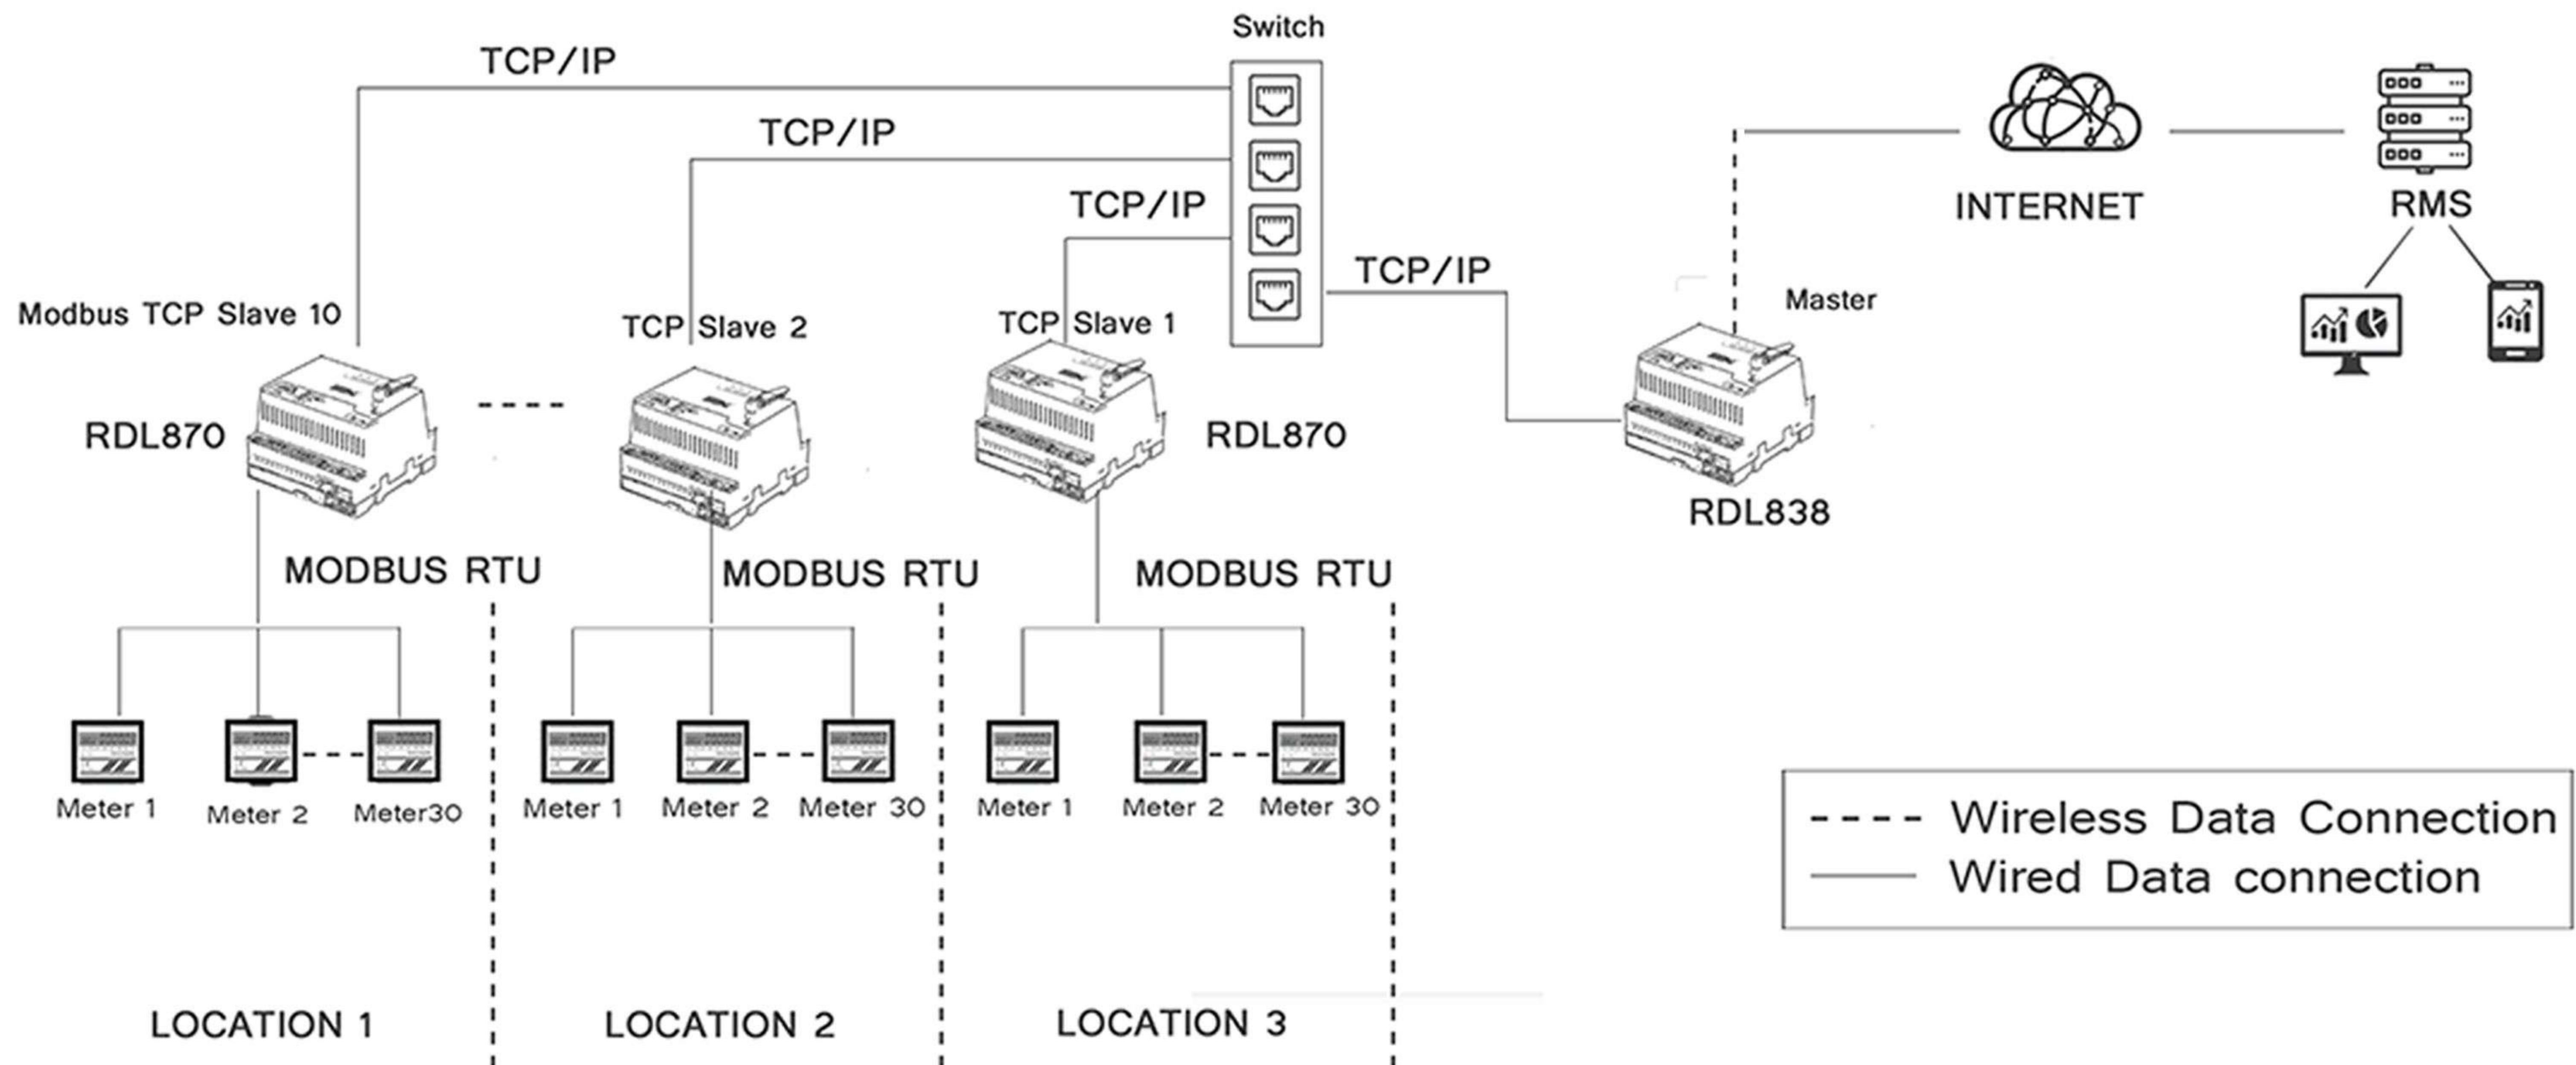 Switch
TCP/IP
TCP/IP
TCP/IP
TCP/IP
INTERNET
RMS
Modbus TCP Slave 10
TCP Slave 2
TCP Slave 1
Master
RDL870
RDL870
RDL838
MODBUS RTU
MODBUS RTU
MODBUS RTU
Meter 1
Meter 2
Meter30
Meter 1
Meter 2
Meter 30
Meter 1
Meter 2
Meter 30
Wireless Data Connection
Wired Data connection
LOCATION 1
LOCATION 2
LOCATION 3